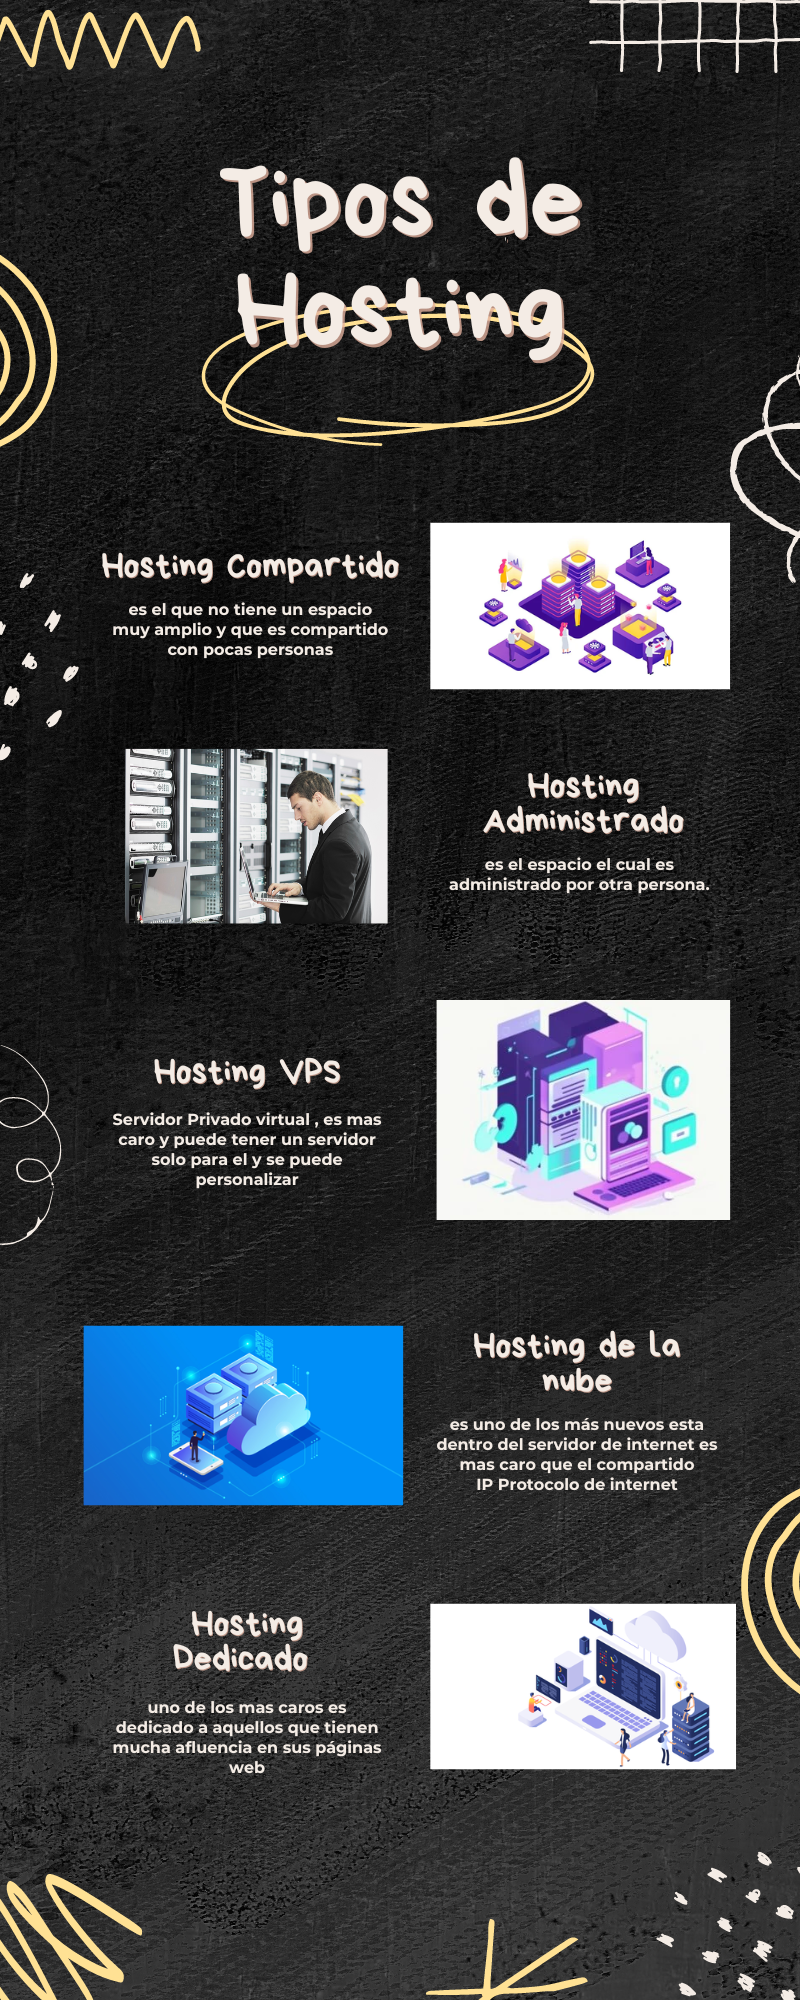 Tipos de
Hosting
Hosting Compartido
es el que no tiene un espacio
muy amplio y que es compartido
con pocas personas
Hosting
Administrado
es el espacio el cual es
administrado por otra persona.
Hosting VPS
Servidor Privado virtual , es mas
caro y puede tener un servidor
solo para el y se puede
personalizar
Hosting de la
nube
es uno de los más nuevos esta
dentro del servidor de internet es
mas caro que el compartido
IP Protocolo de internet
Hosting
Dedicado
uno de los mas caros es
dedicado a aquellos que tienen
mucha afluencia en sus páginas
web